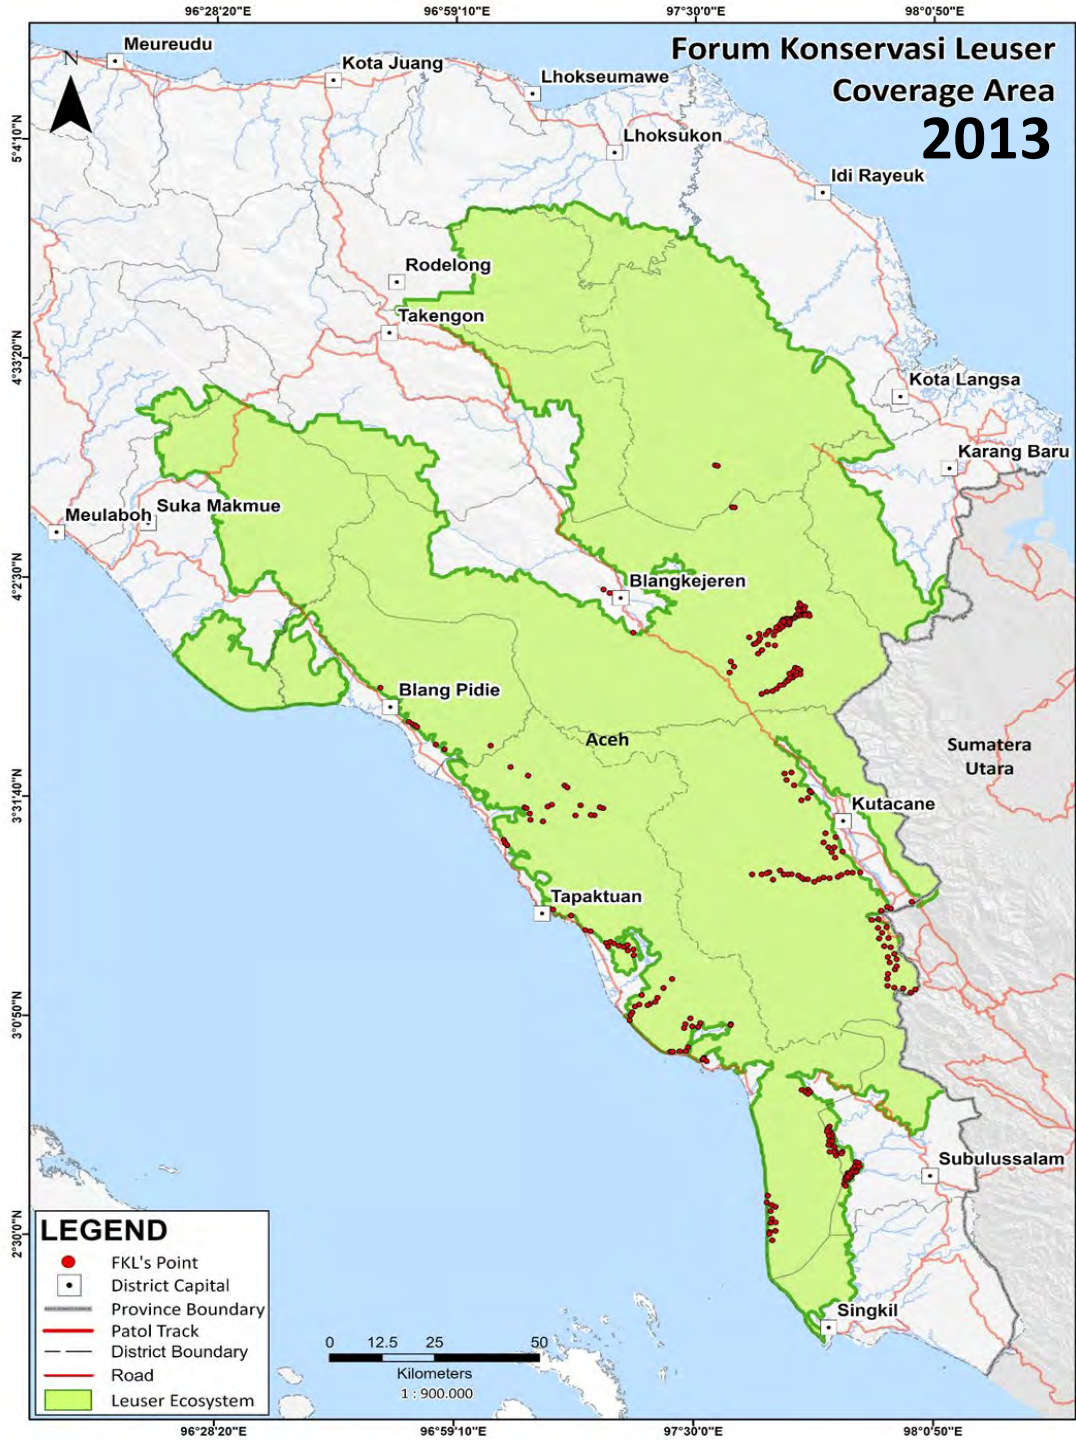 96°28'20"E
96°59'10"E
97°30'0"E
98°0'50"E
Forum Konservasi Leuser
Coverage Area
2013
N
Meureudu
Kota Juang
Lhokseumawe
Lhoksukon
Idi Rayeuk
5°4'10"N
Rodelong
Takengon
4°33'20"N
Kota Langsa
Karang Baru
Suka Makmue
Meulaboh
4°2'30"N
Blangkejeren
Blang Pidie
Aceh
Sumatera
Utara
3°31'40"N
Kutacane
Tapaktuan
3°0'50"N
Subulussalam
2°30'0"N
Singkil
LEGEND
FKL's Point
District Capital
Province Boundary
Patol Track
District Boundary
Road
Leuser Ecosystem
0 12.5 25 50
Kilometers
1 : 900.000
96°28'20"E
96°59'10"E
97°30'0"E
98°0'50"E